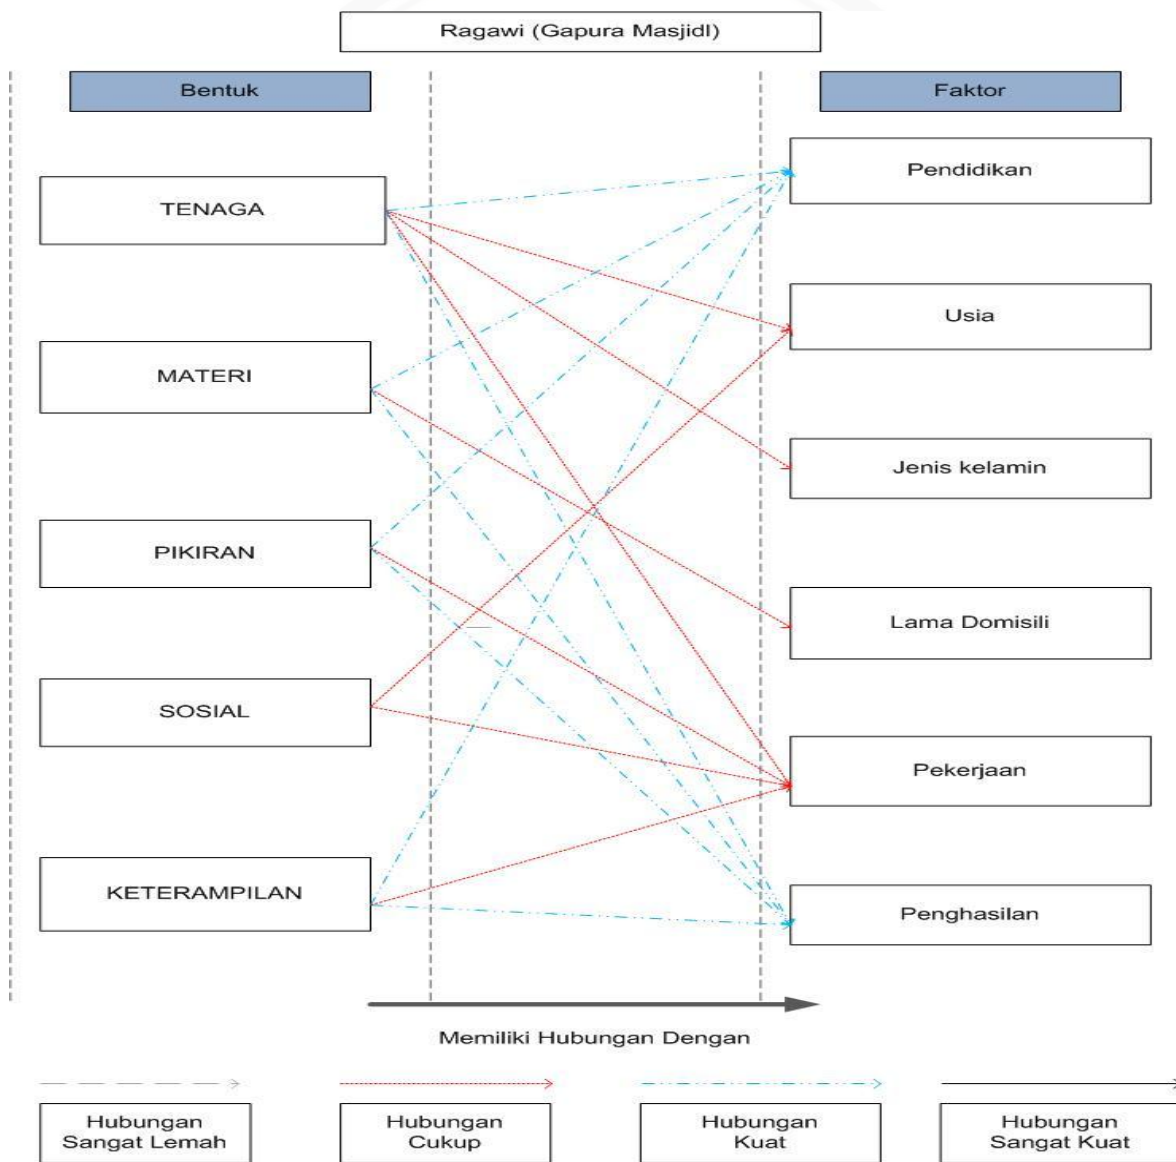 Ragawi (Gapura Masjidl)
Bentuk
Faktor
TENAGA
MATERI
PIKIRAN
SOSIAL
KETERAMPILAN
Pendidikan
Usia
Jenis kelamin
Lama Domisili
Pekerjaan
Penghasilan
Memiliki Hubungan Dengan
Hubungan
Sangat Lemah
Hubungan
Cukup
Hubungan
Kuat
Hubungan
Sangat Kuat